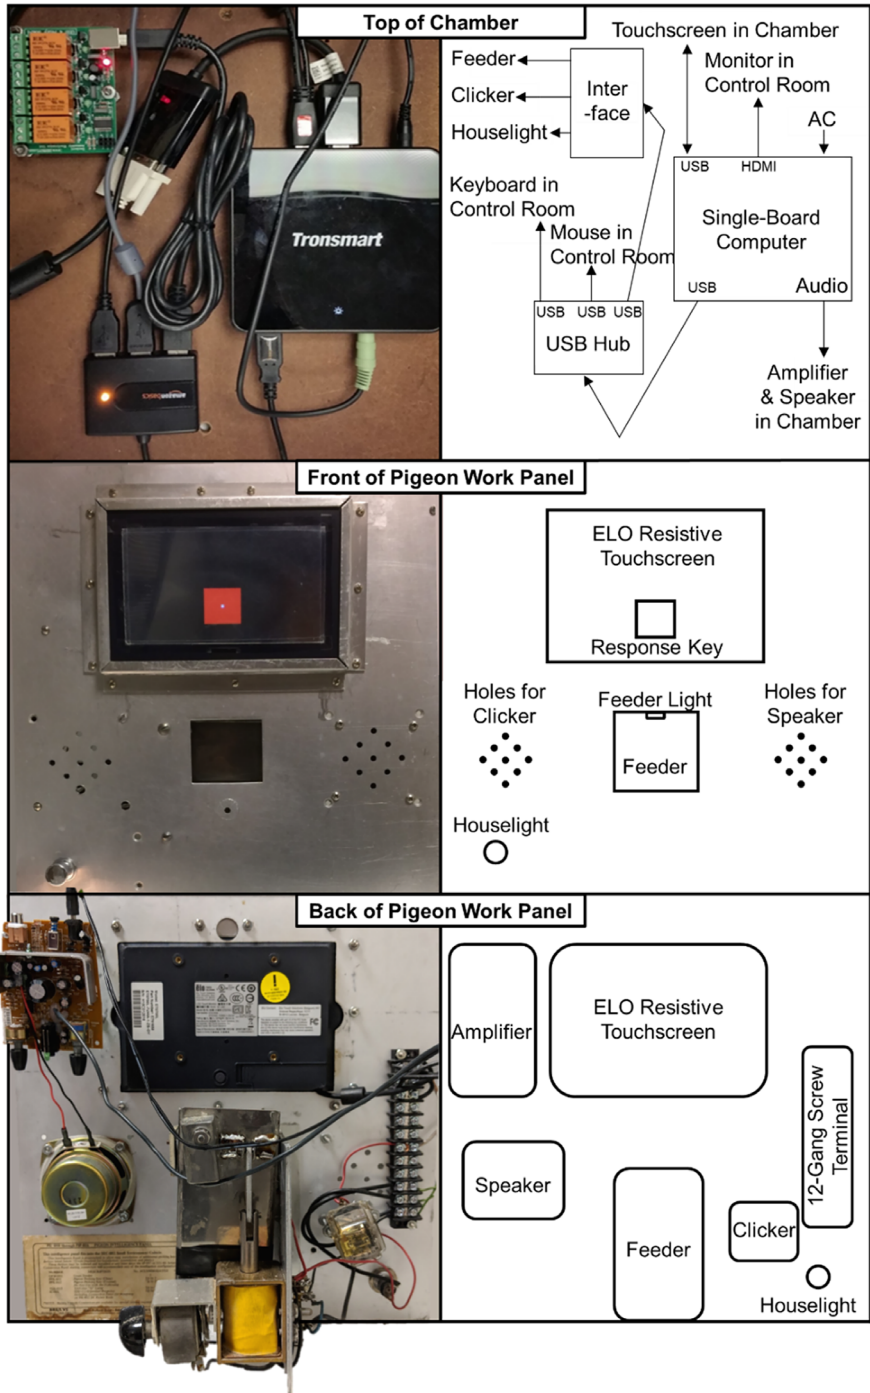 Top of Chamber
Tronsmart
Touchscreen in Chamber
Feeder
Clicker
Houselight
Inter
-face
Monitor in
Control Room
AC
USB
HDMI
Single-Board
Computer
USB
Audio
Keyboard in
Control Room
Mouse in
Control Room
USB
USB
USB
USB Hub
Amplifier
& Speaker
in Chamber
Front of Pigeon Work Panel
ELO Resistive
Touchscreen
Response Key
Holes for
Clicker
Feeder Light
Feeder
Holes for
Speaker
Houselight
Back of Pigeon Work Panel
elo
Amplifier
ELO Resistive
Touchscreen
12-Gang Screw
Terminal
Speaker
Feeder
Clicker
Houselight